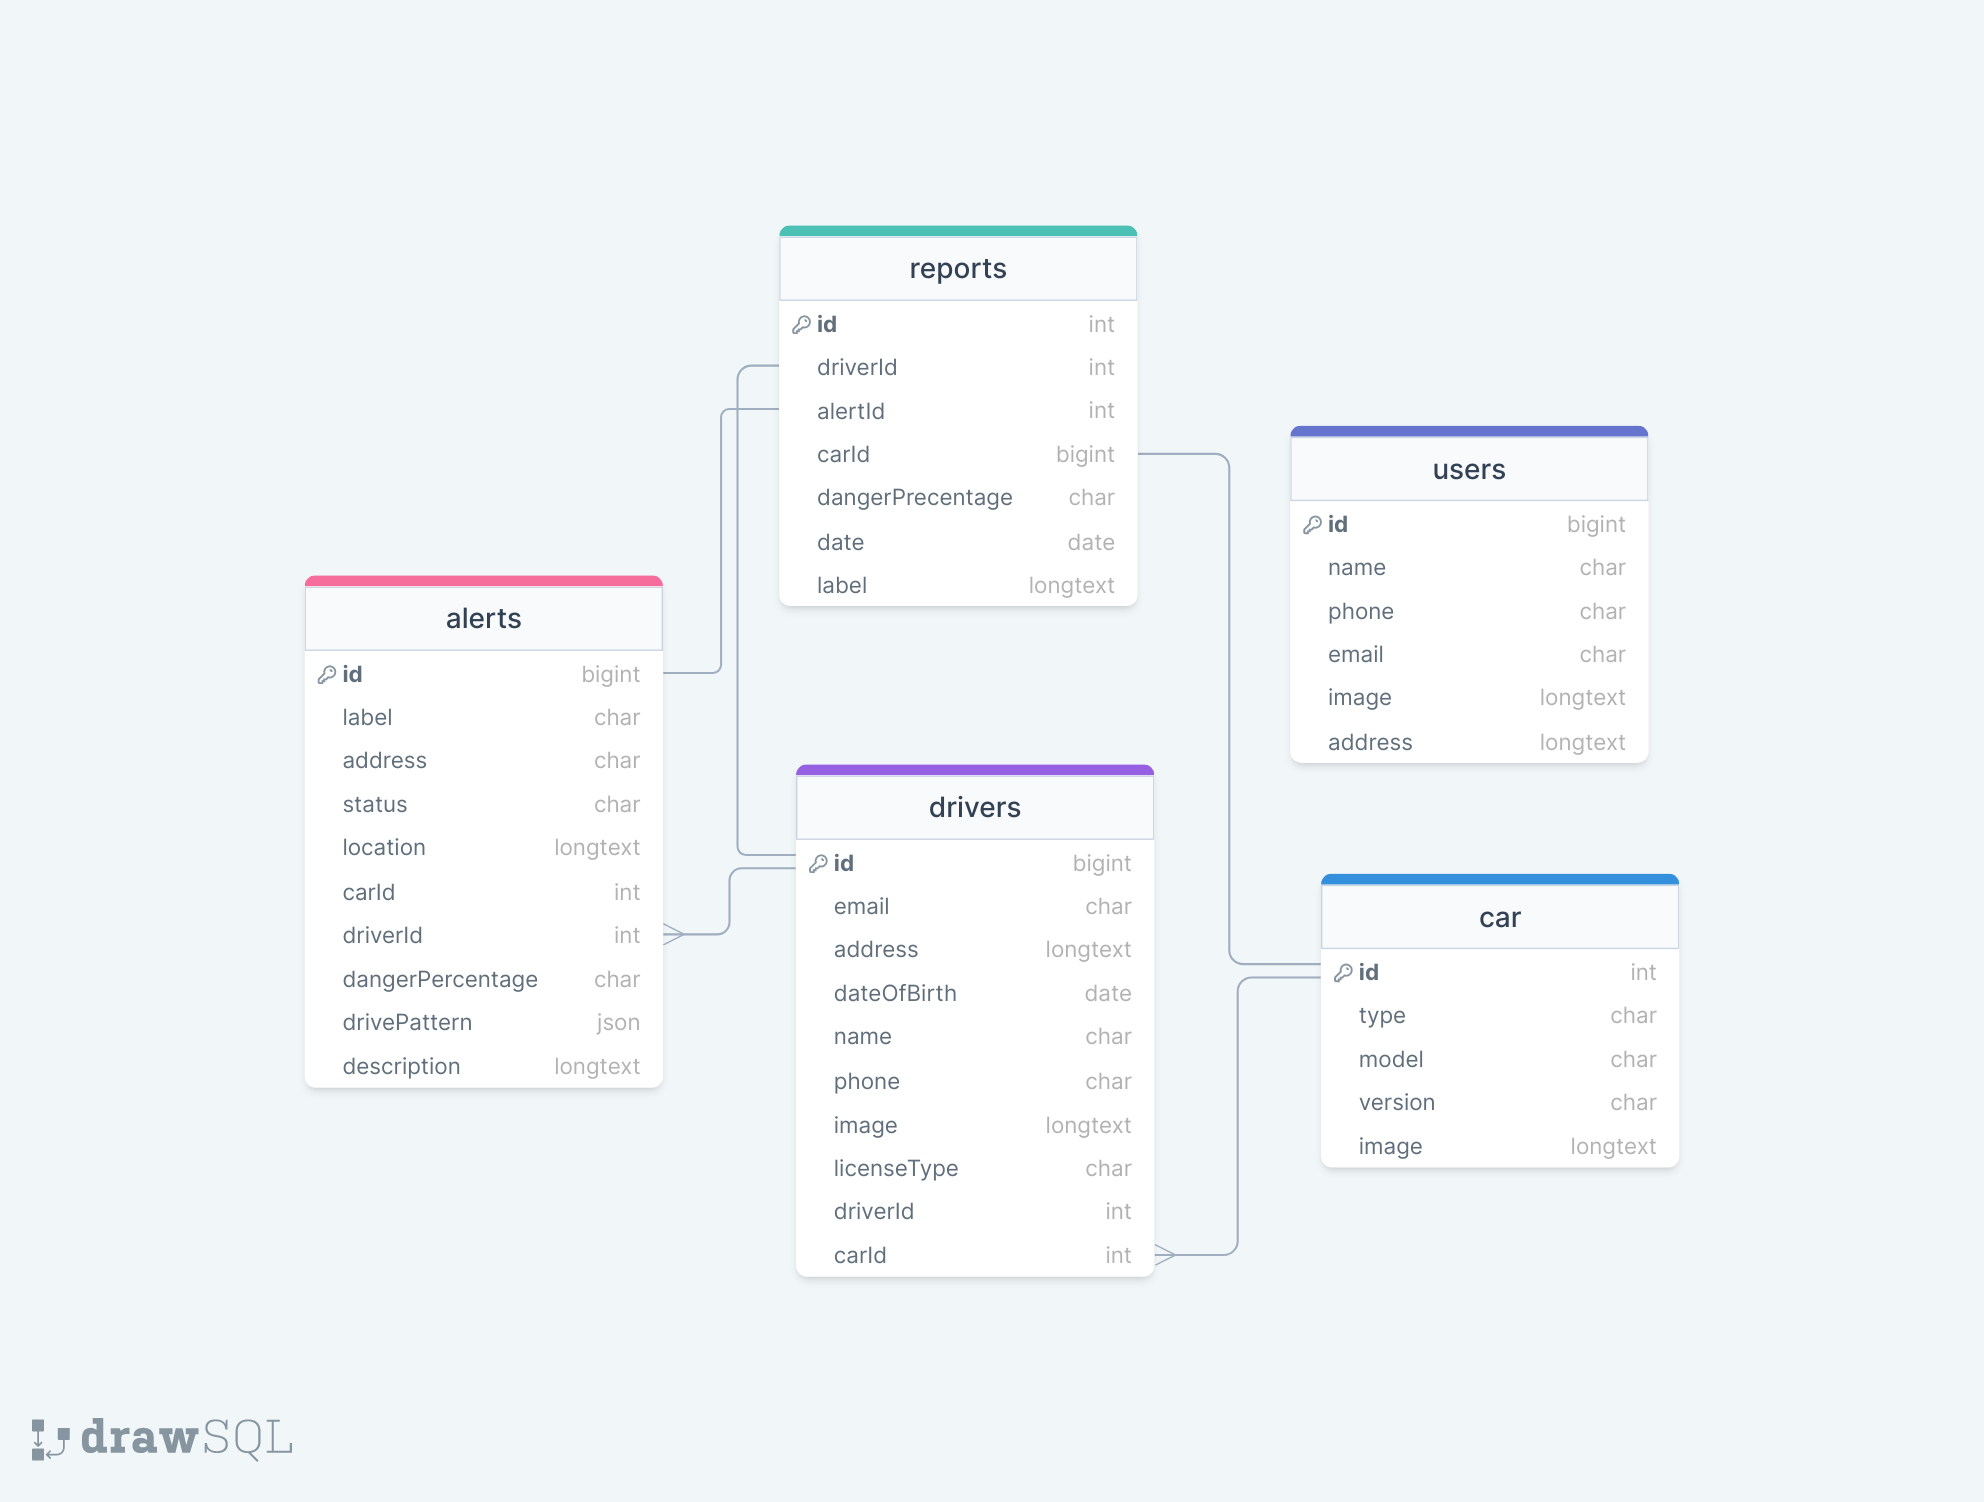 reports
id int
driverId int
alertId int
carId bigint
dangerPrecentage char
date date
label longtext
users
id bigint
name char
phone char
email char
image longtext
address longtext
alerts
id bigint
label char
address char
status char
location longtext
carId int
driverId int
dangerPercentage char
drivePattern json
description longtext
drivers
id bigint
email char
address longtext
dateOfBirth date
name char
phone char
image longtext
licenseType char
driverId int
carId int
car
id int
type char
model char
version char
image longtext
drawSQL